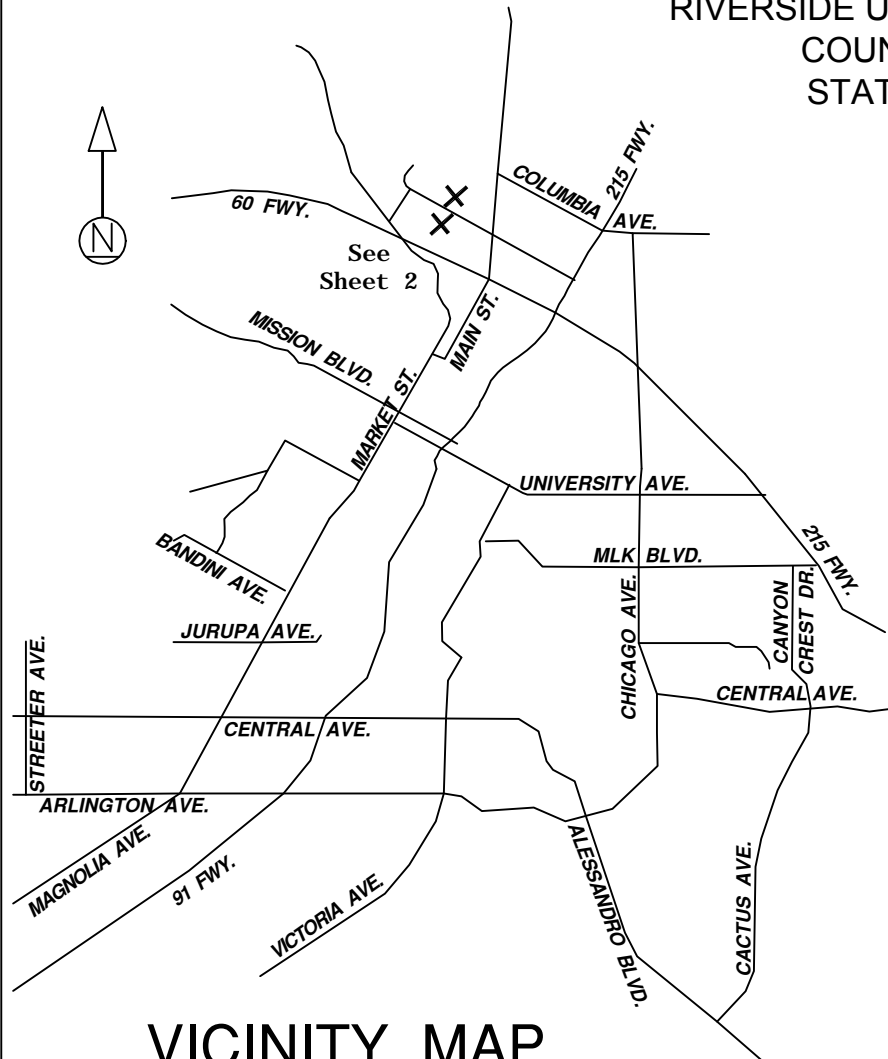 RIVERSIDE U
COUN
STAT
215 FWY.
COLUMBIA AVE.
60 FWY.
N
See
Sheet 2
MAIN ST.
MISSION BLVD.
MARKET ST.
UNIVERSITY AVE.
215 FWY.
BANDINI AVE.
MLK BLVD.
CANYON
CREST DR.
CHICAGO AVE.
JURUPA AVE.
STREETER AVE.
CENTRAL AVE.
CENTRAL AVE.
ARLINGTON AVE.
MAGNOLIA AVE.
91 FWY.
VICTORIA AVE.
ALESSANDRO BLVD.
CACTUS AVE.
VICINITY MAP